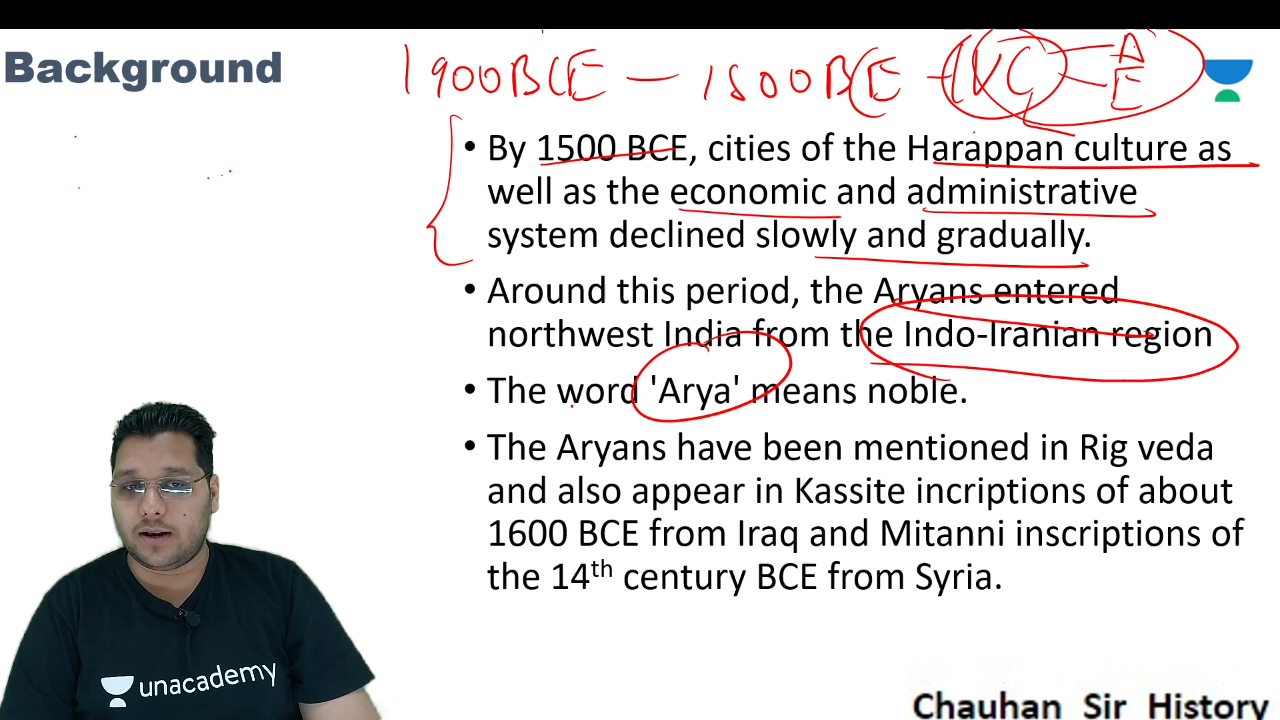 Background
1900BCE — 1500BCE - IVC — A
E
• By 1500 BCE, cities of the Harappan culture as
well as the economic and administrative
system declined slowly and gradually.
• Around this period, the Aryans entered
northwest India from the Indo-Iranian region
• The word 'Arya' means noble.
• The Aryans have been mentioned in Rig veda
and also appear in Kassite incriptions of about
1600 BCE from Iraq and Mitanni inscriptions of
the 14th century BCE from Syria.
unacademy
Chauhan Sir History